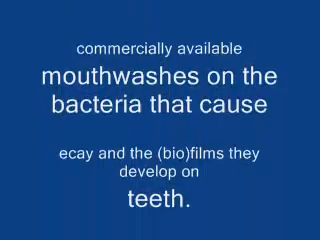 commercially available
mouthwashes on the
bacteria that cause
ecay and the (bio)films they
develop on
teeth.